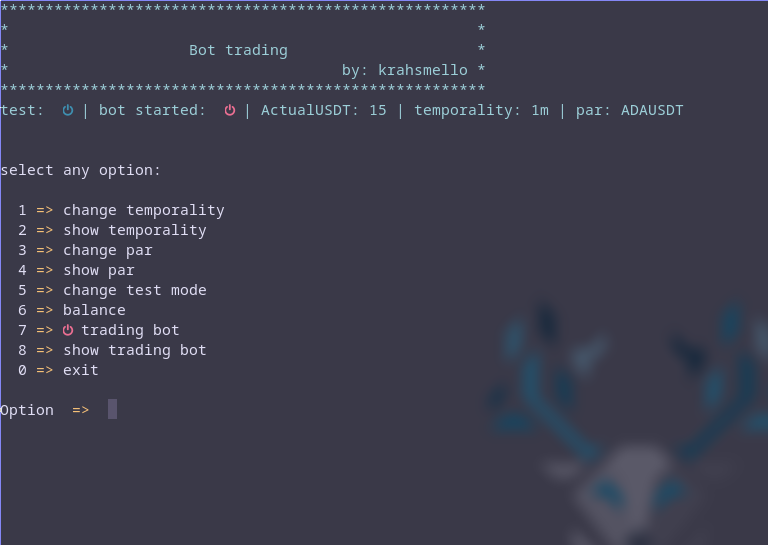 ******************************************************
* *
* Bot trading *
* by: krahsmello *
******************************************************
test: ⏻ | bot started: ⏻ | ActualUSDT: 15 | temporality: 1m | par: ADAUSDT
select any option:
1 => change temporality
2 => show temporality
3 => change par
4 => show par
5 => change test mode
6 => balance
7 => ⏻ trading bot
8 => show trading bot
0 => exit
Option =>